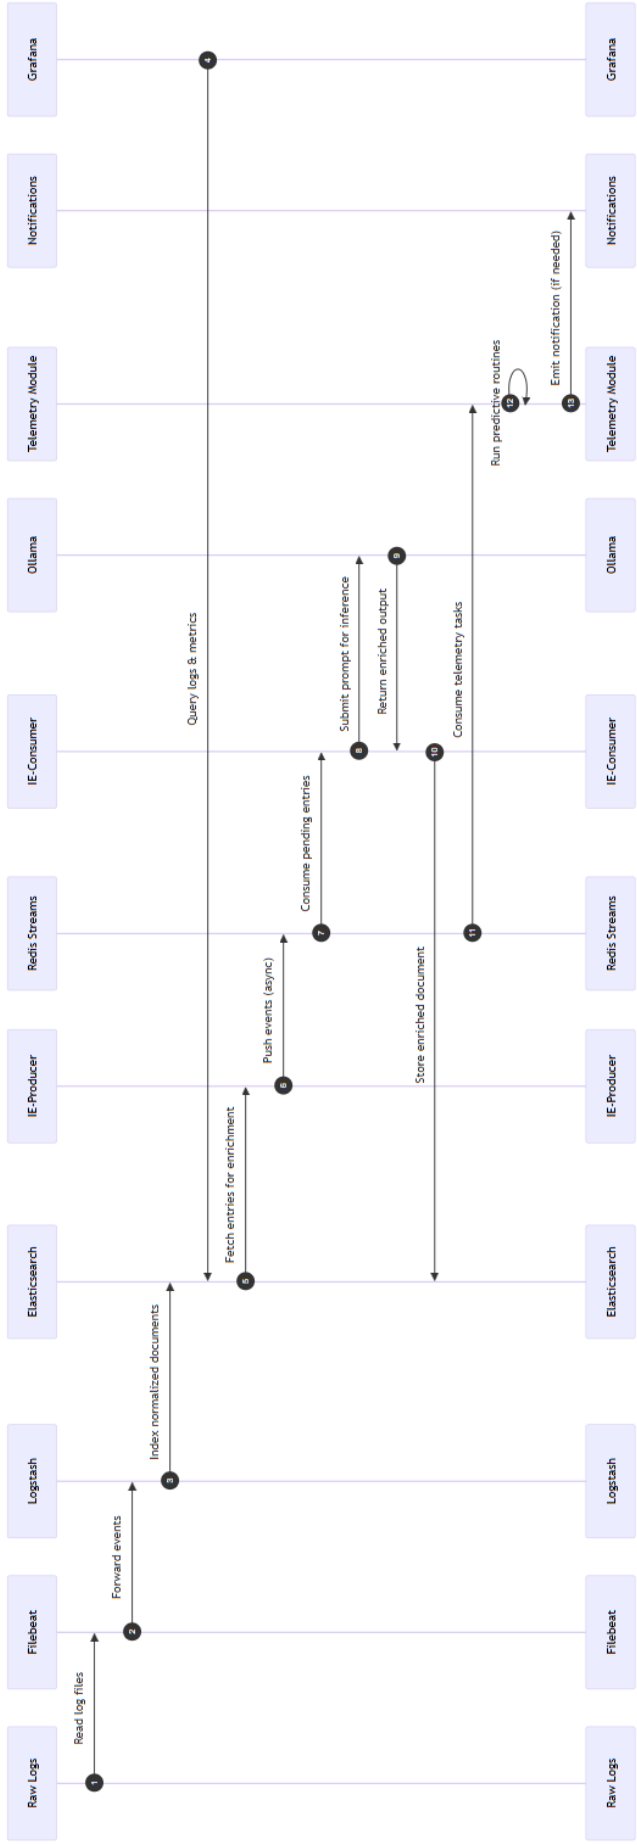 Raw Logs
Filebeat
Logstash
Elasticsearch
IE-Producer
Redis Streams
IE-Consumer
Ollama
Telemetry Module
Notifications
Grafana
1
Read log files
2
Forward events
3
Index normalized documents
4
Query logs & metrics
5
Fetch entries for enrichment
6
Push events (async)
7
Consume pending entries
8
Submit prompt for inference
9
Return enriched output
10
Store enriched document
11
Consume telemetry tasks
12
Run predictive routines
13
Emit notification (if needed)
Raw Logs
Filebeat
Logstash
Elasticsearch
IE-Producer
Redis Streams
IE-Consumer
Ollama
Telemetry Module
Notifications
Grafana